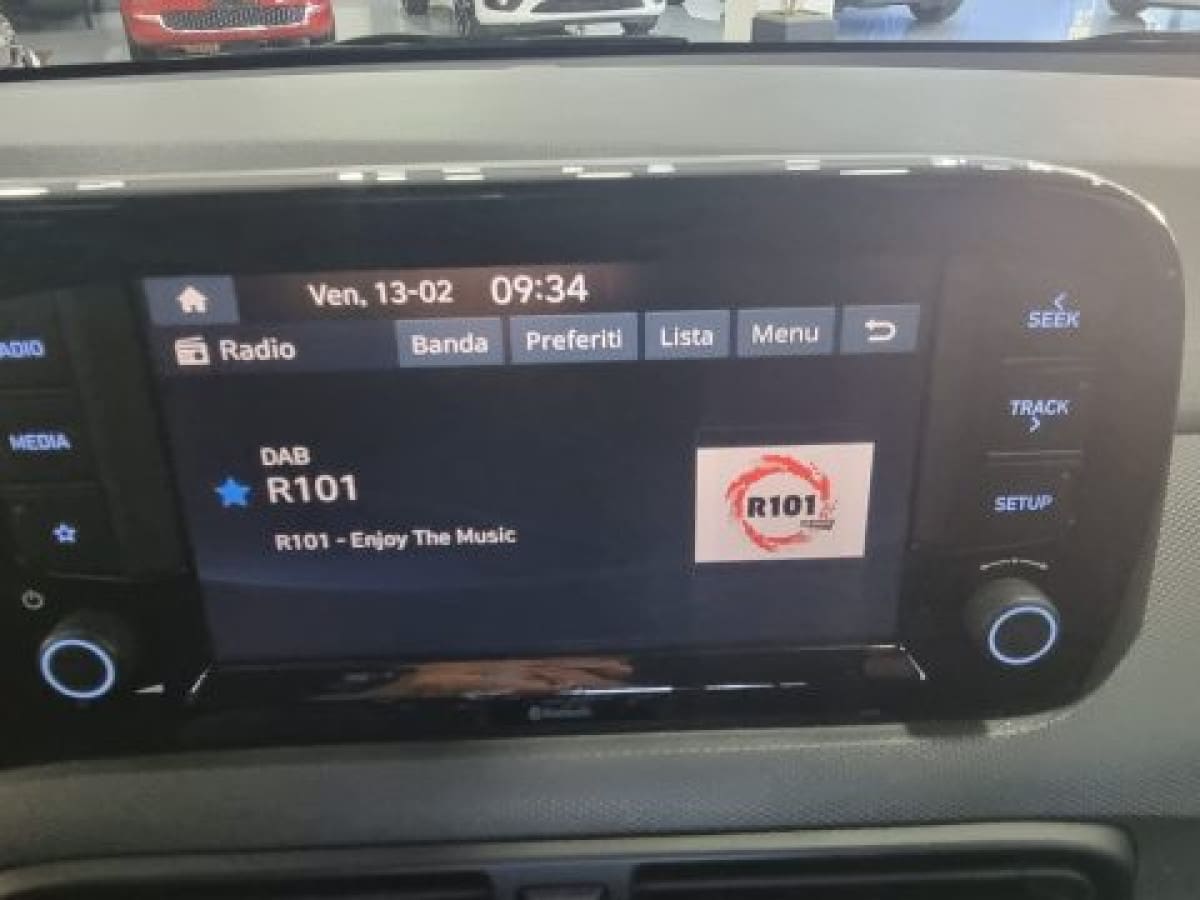 Ven, 13-02 09:34
Radio Banda Preferiti Lista Menu
DAB
R101
R101 - Enjoy The Music
R101
ADIO
MEDIA
SEEK
TRACK
SETUP